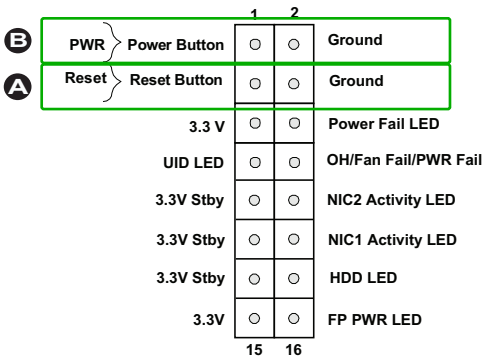 1 2
B PWR Power Button Ground
A Reset Reset Button Ground
3.3 V Power Fail LED
UID LED OH/Fan Fail/PWR Fail
3.3V Stby NIC2 Activity LED
3.3V Stby NIC1 Activity LED
3.3V Stby HDD LED
3.3V FP PWR LED
15 16